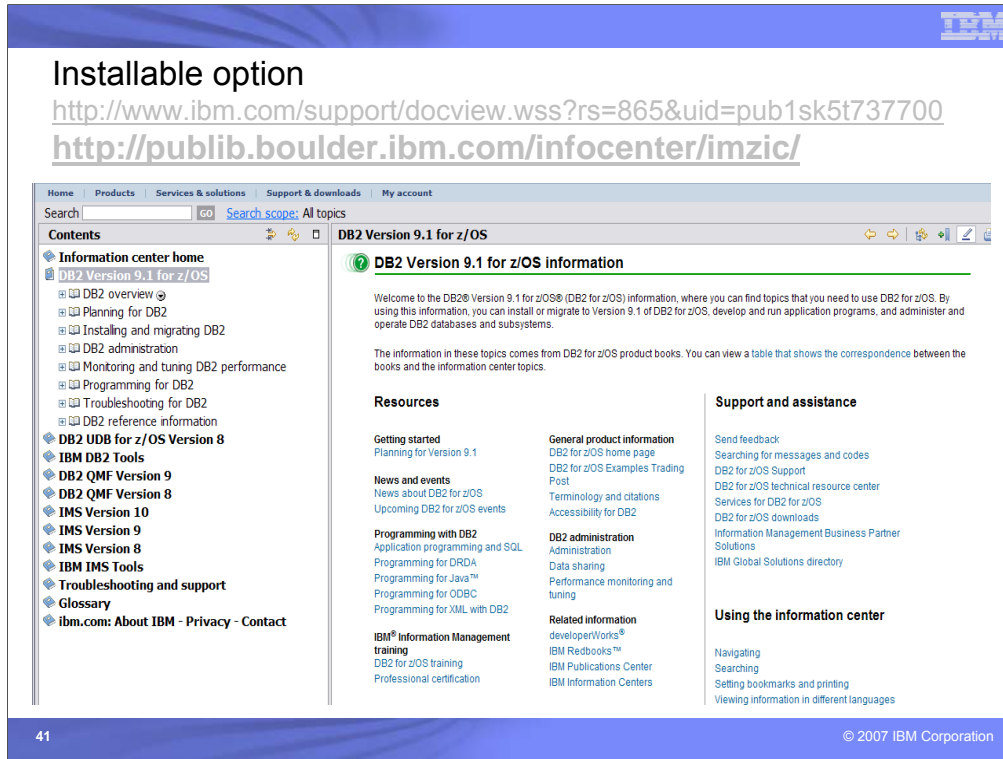 IBM
Installable option
http://www.ibm.com/support/docview.wss?rs=865&uid=pub1sk5t737700
http://publib.boulder.ibm.com/infocenter/imzic/
Home | Products | Services & solutions | Support & downloads | My account
Search GO Search scope: All topics
Contents
Information center home
DB2 Version 9.1 for z/OS
DB2 overview
Planning for DB2
Installing and migrating DB2
DB2 administration
Monitoring and tuning DB2 performance
Programming for DB2
Troubleshooting for DB2
DB2 reference information
DB2 UDB for z/OS Version 8
IBM DB2 Tools
DB2 QMF Version 9
DB2 QMF Version 8
IMS Version 10
IMS Version 9
IMS Version 8
IBM IMS Tools
Troubleshooting and support
Glossary
ibm.com: About IBM - Privacy - Contact
DB2 Version 9.1 for z/OS
DB2 Version 9.1 for z/OS information
Welcome to the DB2® Version 9.1 for z/OS® (DB2 for z/OS) information, where you can find topics that you need to use DB2 for z/OS. By
using this information, you can install or migrate to Version 9.1 of DB2 for z/OS, develop and run application programs, and administer and
operate DB2 databases and subsystems.
The information in these topics comes from DB2 for z/OS product books. You can view a table that shows the correspondence between the
books and the information center topics.
Resources
Getting started
Planning for Version 9.1
News and events
News about DB2 for z/OS
Upcoming DB2 for z/OS events
Programming with DB2
Application programming and SQL
Programming for DRDA
Programming for Java™
Programming for ODBC
Programming for XML with DB2
IBM® Information Management
training
DB2 for z/OS training
Professional certification
General product information
DB2 for z/OS home page
DB2 for z/OS Examples Trading
Post
Terminology and citations
Accessibility for DB2
DB2 administration
Administration
Data sharing
Performance monitoring and
tuning
Related information
developerWorks®
IBM Redbooks™
IBM Publications Center
IBM Information Centers
Support and assistance
Send feedback
Searching for messages and codes
DB2 for z/OS Support
DB2 for z/OS technical resource center
Services for DB2 for z/OS
DB2 for z/OS downloads
Information Management Business Partner
Solutions
IBM Global Solutions directory
Using the information center
Navigating
Searching
Setting bookmarks and printing
Viewing information in different languages
41
© 2007 IBM Corporation